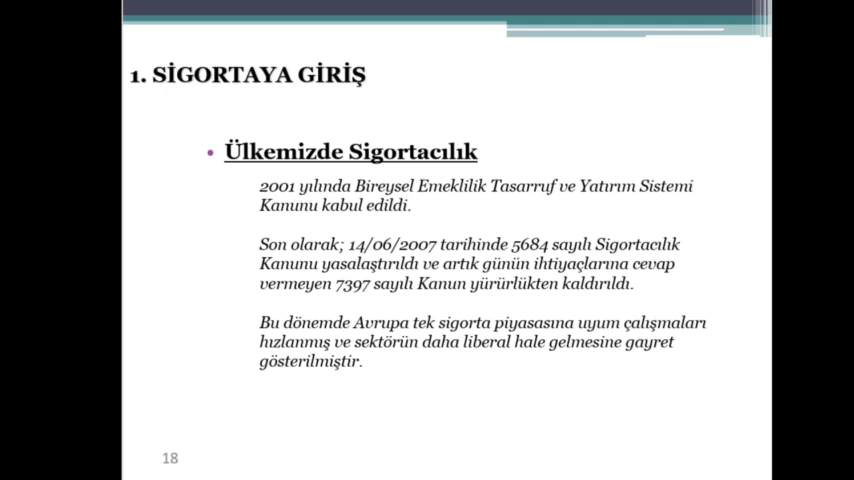 1. SİGORTAYA GİRİŞ
• Ülkemizde Sigortacılık
2001 yılında Bireysel Emeklilik Tasarruf ve Yatırım Sistemi
Kanunu kabul edildi.
Son olarak; 14/06/2007 tarihinde 5684 sayılı Sigortacılık
Kanunu yasalaştırıldı ve artık günün ihtiyaçlarına cevap
vermeyen 7397 sayılı Kanun yürürlükten kaldırıldı.
Bu dönemde Avrupa tek sigorta piyasasına uyum çalışmaları
hızlanmış ve sektörün daha liberal hale gelmesine gayret
gösterilmiştir.
18